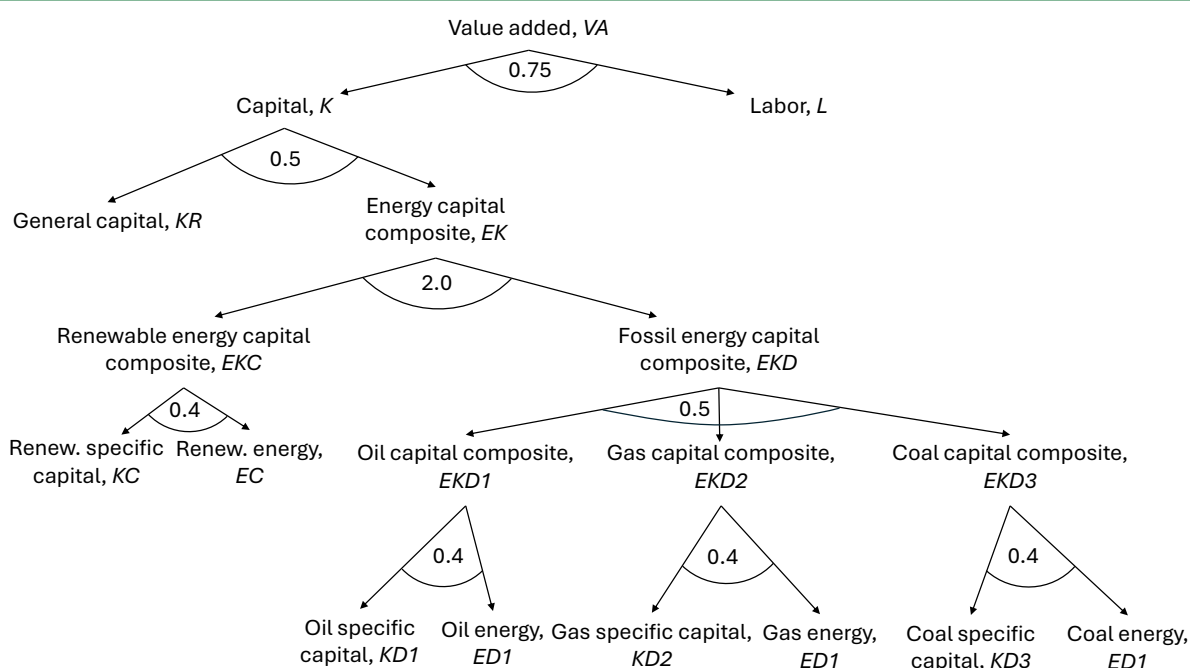 Value added, VA
0.75
Capital, K
Labor, L
0.5
General capital, KR
Energy capital
composite, EK
2.0
Renewable energy capital
composite, EKC
Fossil energy capital
composite, EKD
0.4
0.5
Renew. specific
capital, KC
Renew. energy,
EC
Oil capital composite,
EKD1
Gas capital composite,
EKD2
Coal capital composite,
EKD3
0.4
0.4
0.4
Oil specific
capital, KD1
Oil energy,
ED1
Gas specific capital,
KD2
Gas energy,
ED1
Coal specific
capital, KD3
Coal energy,
ED1